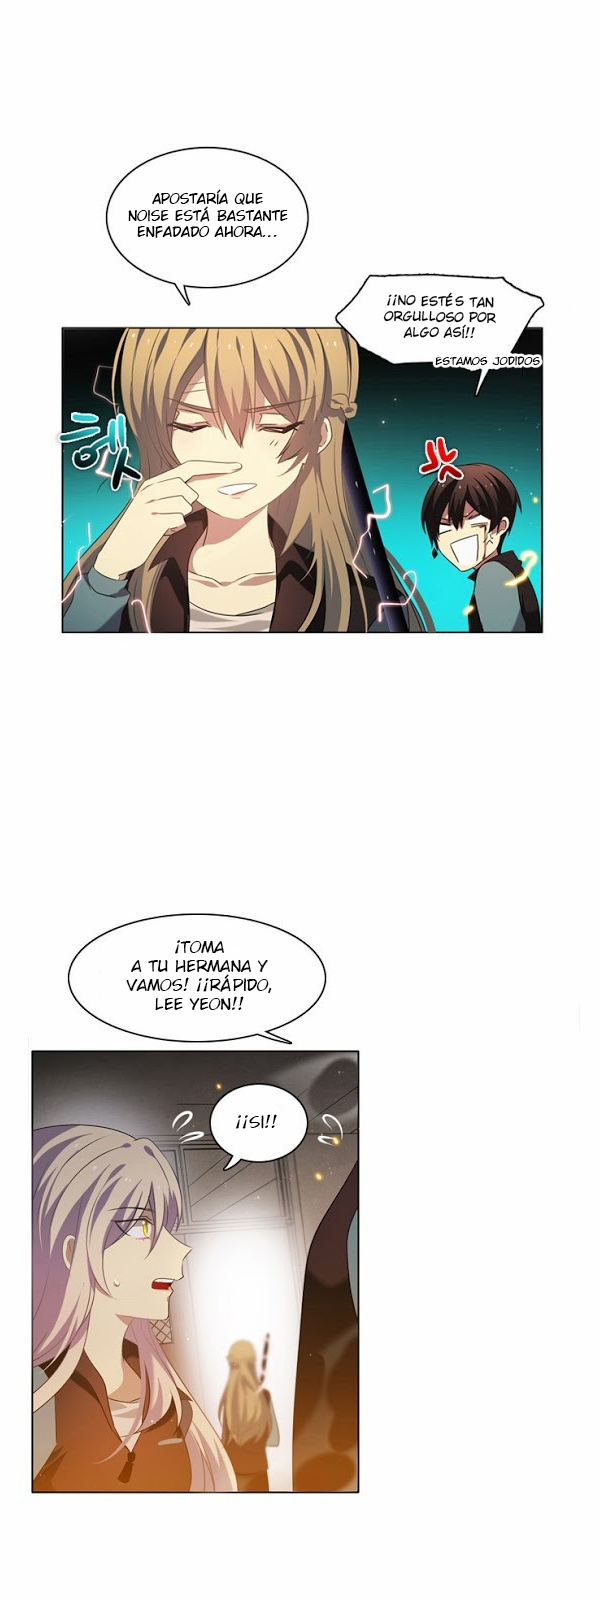 APOSTARÍA QUE
NOISE ESTÁ BASTANTE
ENFADADO AHORA...
¡¡NO ESTÉS TAN
ORGULLOSO POR
ALGO ASÍ!!
ESTAMOS JODIDOS
¡TOMA
A TU HERMANA Y
VAMOS! ¡¡RÁPIDO,
LEE YEON!!
¡¡SI!!